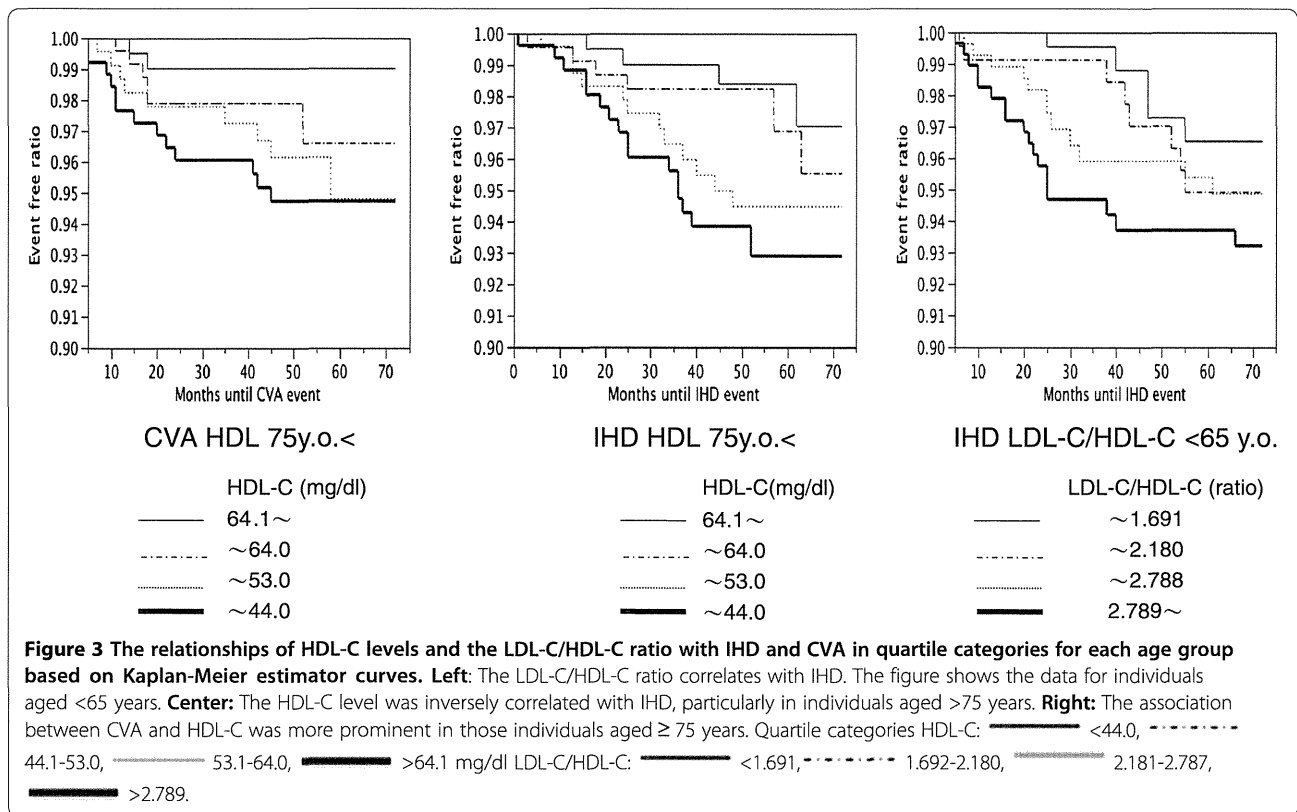 1.00
0.99
0.98
0.97
0.96
0.95
0.94
0.93
0.92
0.91
0.90
Event free ratio
10 20 30 40 50 60 70
Months until CVA event
1.00
0.99
0.98
0.97
0.96
0.95
0.94
0.93
0.92
0.91
0.90
Event free ratio
0 10 20 30 40 50 60 70
Months until IHD event
1.00
0.99
0.98
0.97
0.96
0.95
0.94
0.93
0.92
0.91
0.90
Event free ratio
10 20 30 40 50 60 70
Months until IHD event
CVA HDL 75y.o.<
HDL-C (mg/dl)
64.1~
~64.0
~53.0
~44.0
IHD HDL 75y.o.<
HDL-C(mg/dl)
64.1~
~64.0
~53.0
~44.0
IHD LDL-C/HDL-C <65 y.o.
LDL-C/HDL-C (ratio)
~1.691
~2.180
~2.788
2.789~
Figure 3 The relationships of HDL-C levels and the LDL-C/HDL-C ratio with IHD and CVA in quartile categories for each age group
based on Kaplan-Meier estimator curves. Left: The LDL-C/HDL-C ratio correlates with IHD. The figure shows the data for individuals
aged <65 years. Center: The HDL-C level was inversely correlated with IHD, particularly in individuals aged >75 years. Right: The association
between CVA and HDL-C was more prominent in those individuals aged ≥ 75 years. Quartile categories HDL-C: <44.0,
44.1-53.0, 53.1-64.0, >64.1 mg/dl LDL-C/HDL-C: <1.691, 1.692-2.180, 2.181-2.787,
>2.789.